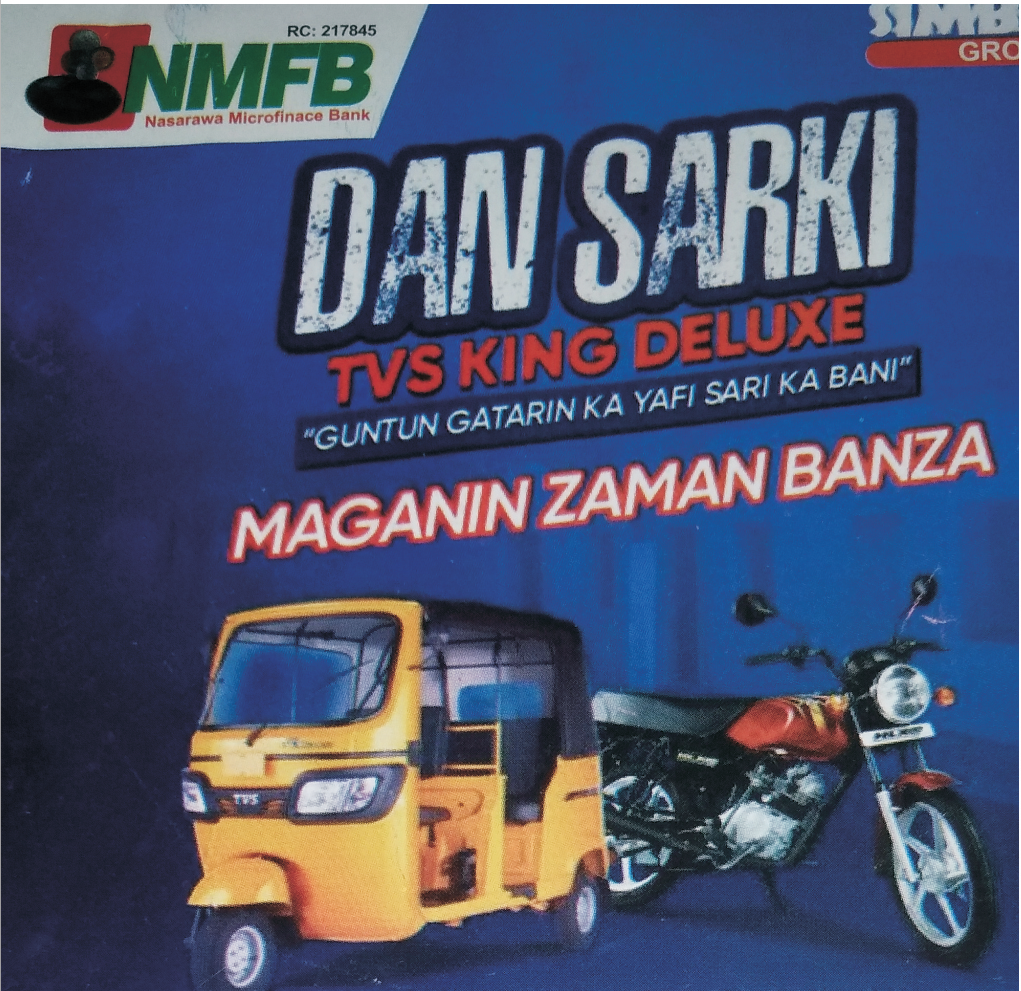 RC: 217845
NMFB
Nasarawa Microfinace Bank
GRO
DAN SARKI
TVS KING DELUXE
"GUNTUN GATARIN KA YAFI SARI KA BANI"
MAGANIN ZAMAN BANZA
TVS